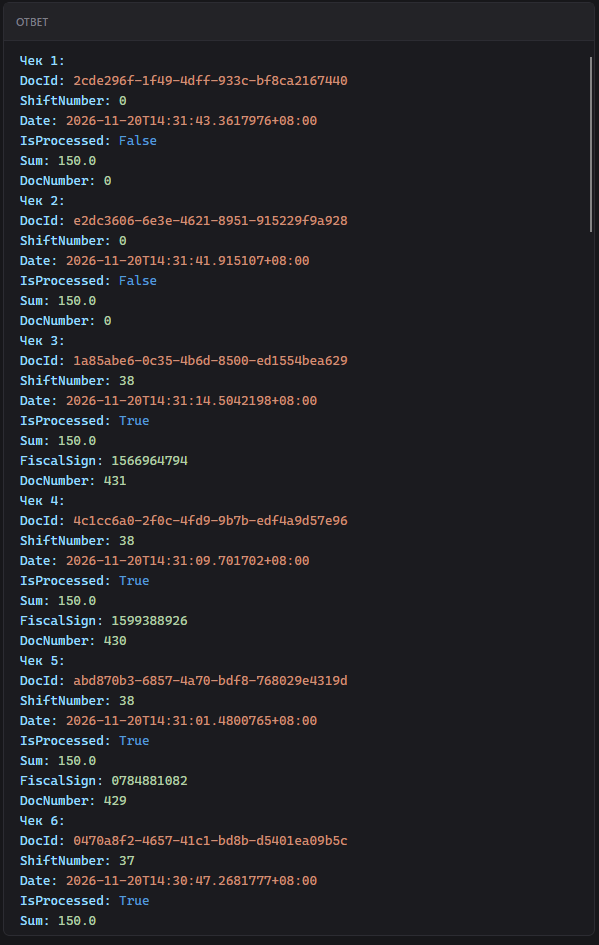 ОТВЕТ
Чек 1:
DocId: 2cde296f-1f49-4dff-933c-bf8ca2167440
ShiftNumber: 0
Date: 2026-11-20T14:31:43.3617976+08:00
IsProcessed: False
Sum: 150.0
DocNumber: 0
Чек 2:
DocId: e2dc3606-6e3e-4621-8951-915229f9a928
ShiftNumber: 0
Date: 2026-11-20T14:31:41.915107+08:00
IsProcessed: False
Sum: 150.0
DocNumber: 0
Чек 3:
DocId: 1a85abe6-0c35-4b6d-8500-ed1554bea629
ShiftNumber: 38
Date: 2026-11-20T14:31:14.5042198+08:00
IsProcessed: True
Sum: 150.0
FiscalSign: 1566964794
DocNumber: 431
Чек 4:
DocId: 4c1cc6a0-2f0c-4fd9-9b7b-edf4a9d57e96
ShiftNumber: 38
Date: 2026-11-20T14:31:09.701702+08:00
IsProcessed: True
Sum: 150.0
FiscalSign: 1599388926
DocNumber: 430
Чек 5:
DocId: abd870b3-6857-4a70-bdf8-768029e4319d
ShiftNumber: 38
Date: 2026-11-20T14:31:01.4800765+08:00
IsProcessed: True
Sum: 150.0
FiscalSign: 0784881082
DocNumber: 429
Чек 6:
DocId: 0470a8f2-4657-41c1-bd8b-d5401ea09b5c
ShiftNumber: 37
Date: 2026-11-20T14:30:47.2681777+08:00
IsProcessed: True
Sum: 150.0